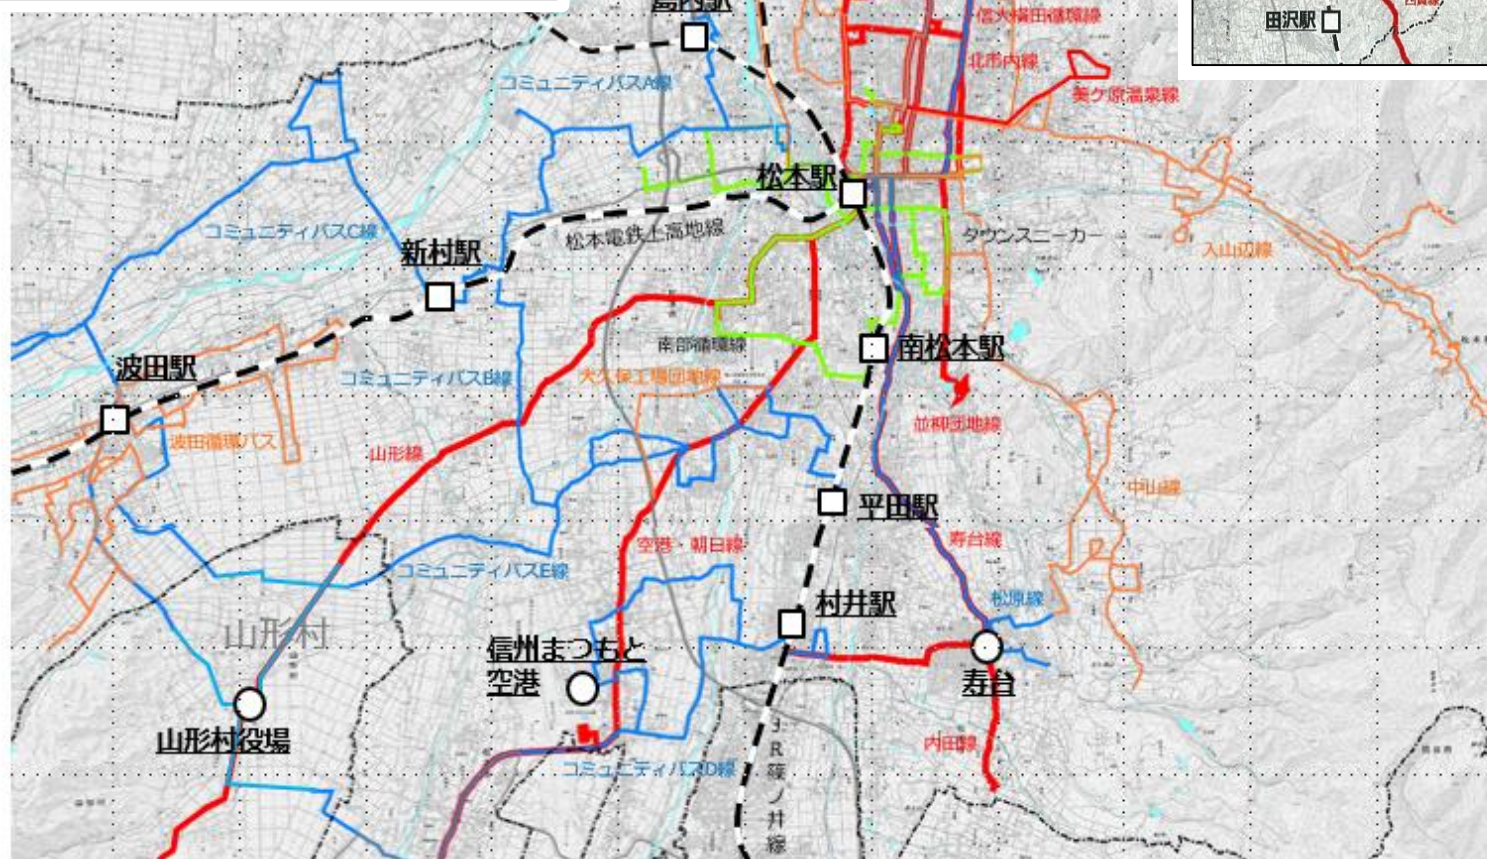 島内駅
信大横田循環線
田沢駅
四賀線
コミュニティバスA線
北市内線
美ケ原温泉線
松本駅
コミュニティバスC線
新村駅
松本電鉄上高地線
タウンスニーカー
入山辺線
波田駅
南部循環線
南松本駅
コミュニティバスB線
大久保工場団地線
波田循環バス
山形線
並柳団地線
平田駅
中山線
空港・朝日線
寿台線
コミュニティバスE線
村井駅
松原線
山形村
信州まつもと
空港
寿台
山形村役場
内田線
コミュニティバスD線
JR篠ノ井線